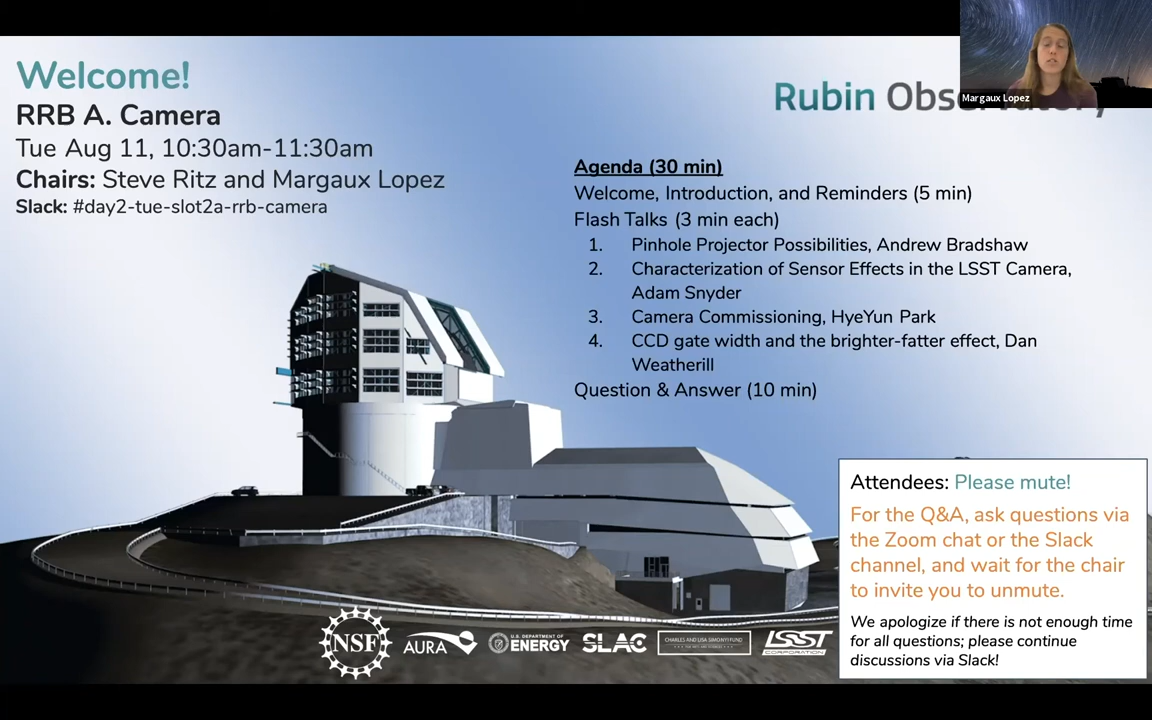 Welcome!
RRB A. Camera
Tue Aug 11, 10:30am-11:30am
Chairs: Steve Ritz and Margaux Lopez
Slack: #day2-tue-slot2a-rrb-camera
Rubin Obs
Margaux Lopez
Agenda (30 min)
Welcome, Introduction, and Reminders (5 min)
Flash Talks (3 min each)
1. Pinhole Projector Possibilities, Andrew Bradshaw
2. Characterization of Sensor Effects in the LSST Camera,
Adam Snyder
3. Camera Commissioning, HyeYun Park
4. CCD gate width and the brighter-fatter effect, Dan
Weatherill
Question & Answer (10 min)
Attendees: Please mute!
For the Q&A, ask questions via
the Zoom chat or the Slack
channel, and wait for the chair
to invite you to unmute.
We apologize if there is not enough time
for all questions; please continue
discussions via Slack!
NSF
AURA
U.S. DEPARTMENT OF
ENERGY
SLAC
CHARLES AND LISA SIMONYI FUND
LSST
CORPORATION